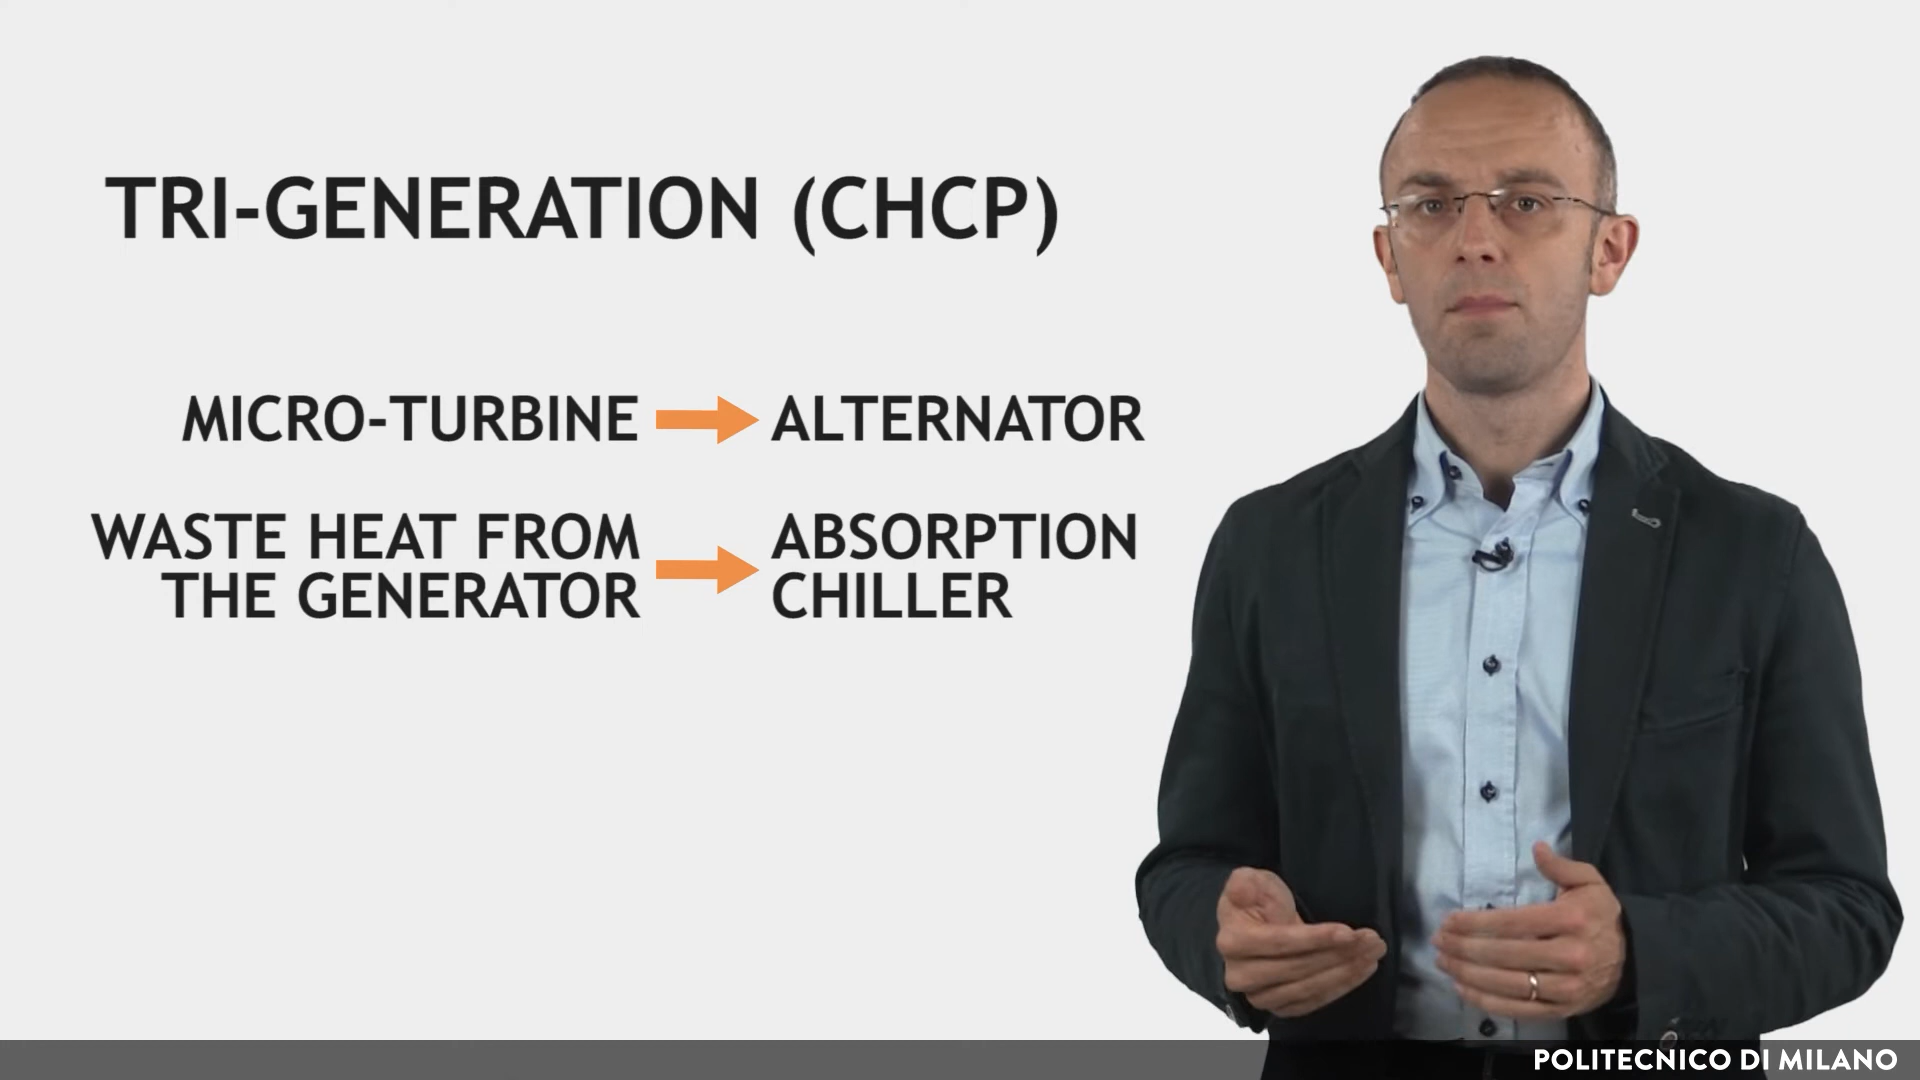 TRI-GENERATION (CHCP)
MICRO-TURBINE
ALTERNATOR
WASTE HEAT FROM
THE GENERATOR
ABSORPTION
CHILLER
POLITECNICO DI MILANO